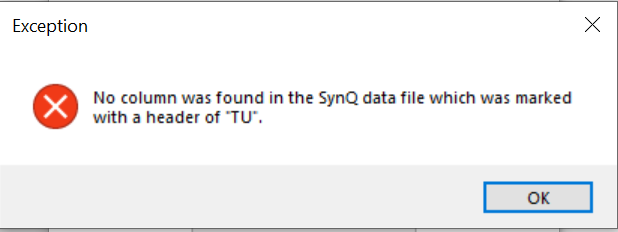 Exception
No column was found in the SynQ data file which was marked
with a header of "TU".
OK